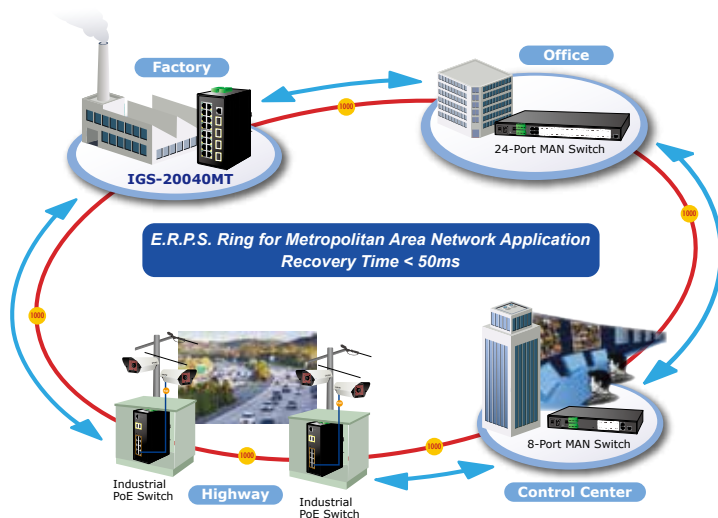 Factory
Office
1000
24-Port MAN Switch
IGS-20040MT
1000
E.R.P.S. Ring for Metropolitan Area Network Application
Recovery Time < 50ms
1000
8-Port MAN Switch
1000
1000
Industrial
PoE Switch
Highway
Industrial
PoE Switch
Control Center